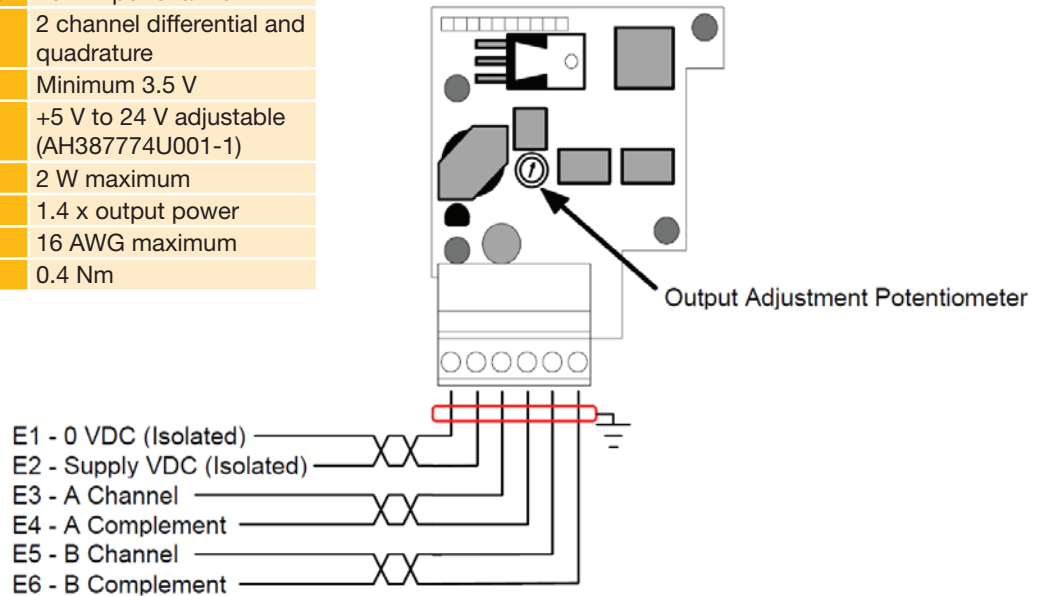 2 channel differential and
quadrature
Minimum 3.5 V
+5 V to 24 V adjustable
(AH387774U001-1)
2 W maximum
1.4 x output power
16 AWG maximum
0.4 Nm
Output Adjustment Potentiometer
E1 - 0 VDC (Isolated)
E2 - Supply VDC (Isolated)
E3 - A Channel
E4 - A Complement
E5 - B Channel
E6 - B Complement